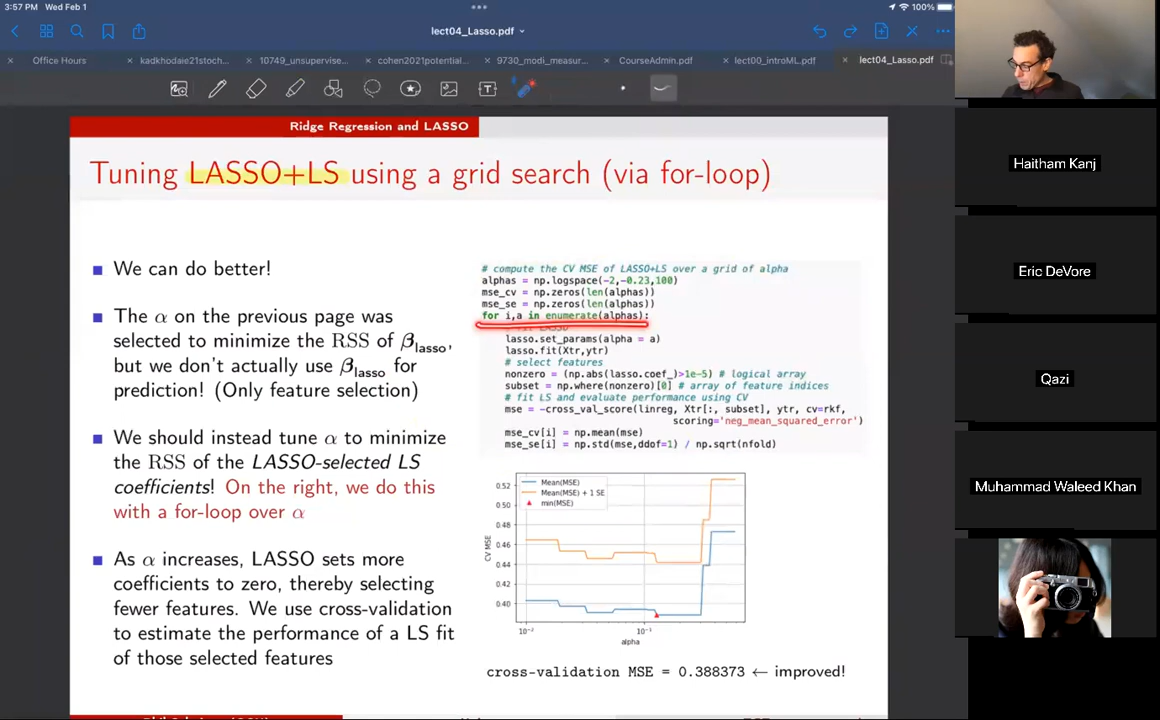 3:57 PM Wed Feb 1
100%
lect04_Lasso.pdf
Office Hours
kadkhodaie21stoch...
10749_unsupervise...
cohen2021potential...
9730_modi_measur...
CourseAdmin.pdf
lect00_introML.pdf
lect04_Lasso.pdf
Ridge Regression and LASSO
Tuning LASSO+LS using a grid search (via for-loop)
We can do better!
The α on the previous page was
selected to minimize the RSS of β_lasso,
but we don't actually use β_lasso for
prediction! (Only feature selection)
We should instead tune α to minimize
the RSS of the LASSO-selected LS
coefficients! On the right, we do this
with a for-loop over α
As α increases, LASSO sets more
coefficients to zero, thereby selecting
fewer features. We use cross-validation
to estimate the performance of a LS fit
of those selected features
# compute the CV MSE of LASSO+LS over a grid of alpha
alphas = np.logspace(-2,-0.23,100)
mse_cv = np.zeros(len(alphas))
mse_se = np.zeros(len(alphas))
for i,a in enumerate(alphas):
lasso.set_params(alpha = a)
lasso.fit(Xtr,ytr)
# select features
nonzero = (np.abs(lasso.coef_)>1e-5) # logical array
subset = np.where(nonzero)[0] # array of feature indices
# fit LS and evaluate performance using CV
mse = -cross_val_score(linreg, Xtr[:, subset], ytr, cv=rkf,
scoring='neg_mean_squared_error')
mse_cv[i] = np.mean(mse)
mse_se[i] = np.std(mse,ddof=1) / np.sqrt(nfold)
Mean(MSE)
Mean(MSE) + 1 SE
min(MSE)
0.52
0.50
0.48
0.46
0.44
0.42
0.40
CV MSE
10⁻² 10⁻¹
alpha
cross-validation MSE = 0.388373 ← improved!
Haitham Kanj
Eric DeVore
Qazi
Muhammad Waleed Khan